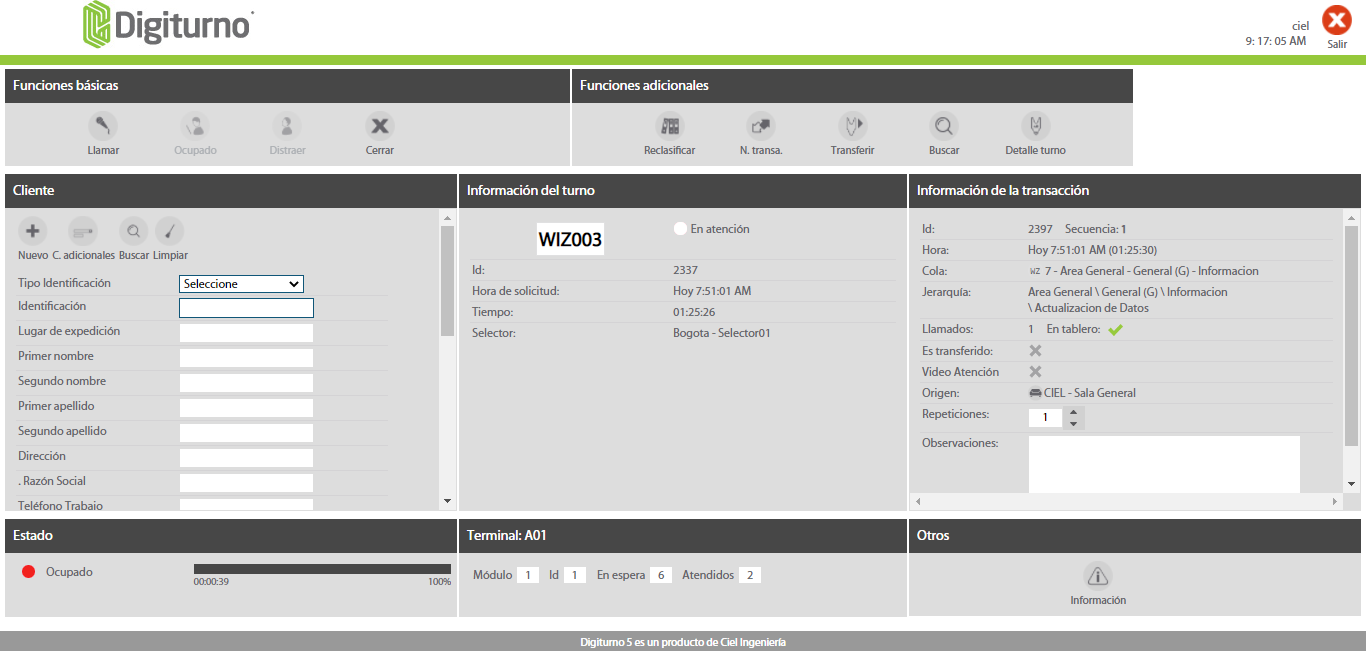 Digiturno
ciel
9: 17: 05 AM
Salir
Funciones básicas
Funciones adicionales
Llamar
Ocupado
Distraer
Cerrar
Reclasificar
N. transa.
Transferir
Buscar
Detalle turno
Cliente
Nuevo
C. adicionales
Buscar
Limpiar
Tipo Identificación
Seleccione
Identificación
Lugar de expedición
Primer nombre
Segundo nombre
Primer apellido
Segundo apellido
Dirección
. Razón Social
Teléfono Trabajo
Información del turno
WIZ003
En atención
Id: 2337
Hora de solicitud: Hoy 7:51:01 AM
Tiempo: 01:25:26
Selector: Bogota - Selector01
Información de la transacción
Id: 2397 Secuencia: 1
Hora: Hoy 7:51:01 AM (01:25:30)
Cola: WZ 7 - Area General - General (G) - Informacion
Jerarquía: Area General \ General (G) \ Informacion
\ Actualizacion de Datos
Llamados: 1 En tablero:
Es transferido:
Video Atención
Origen: CIEL - Sala General
Repeticiones: 1
Observaciones:
Estado
Ocupado
00:00:39 100%
Terminal: A01
Módulo 1 Id 1 En espera 6 Atendidos 2
Otros
Información
Digiturno 5 es un producto de Ciel Ingeniería